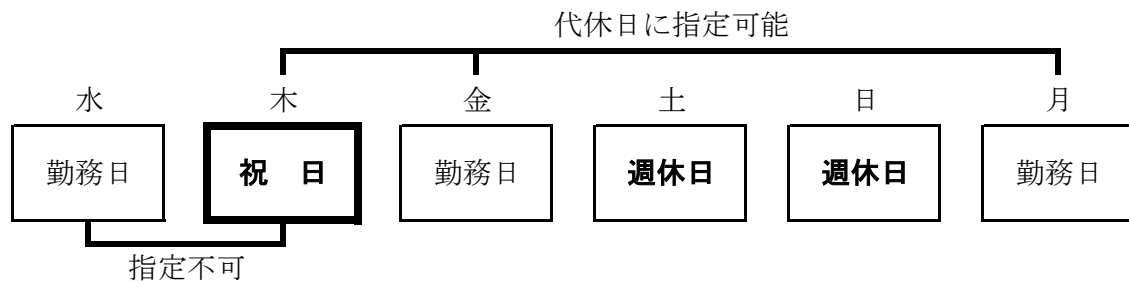 代休日に指定可能
水 木 金 土 日 月
勤務日 祝 日 勤務日 週休日 週休日 勤務日
指定不可